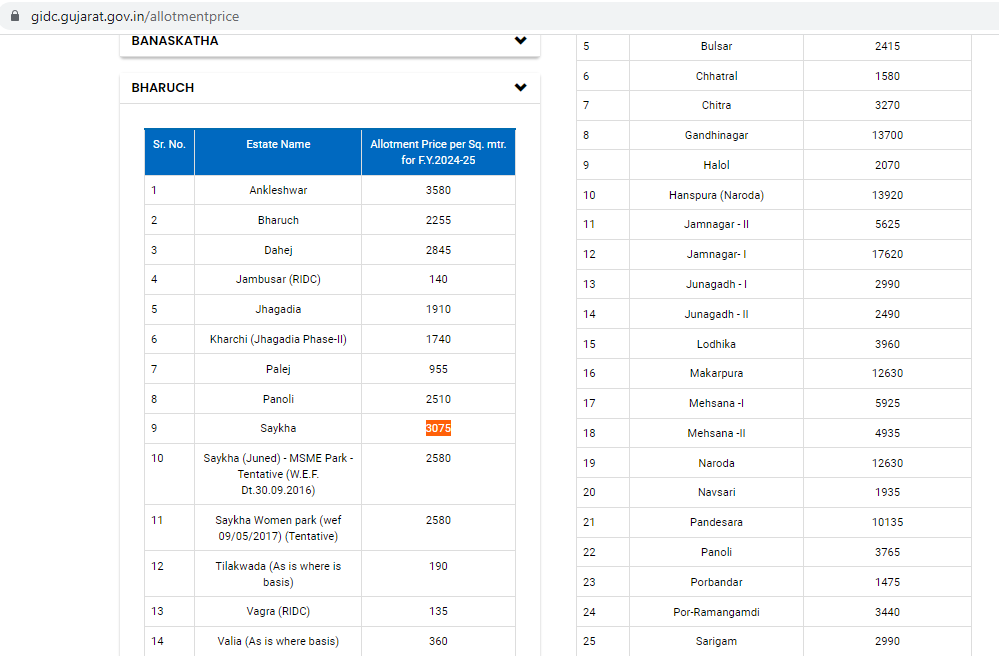 gidc.gujarat.gov.in/allotmentprice
BANASKATHA
BHARUCH
Sr. No. Estate Name Allotment Price per Sq. mtr.
for F.Y.2024-25
1 Ankleshwar 3580
2 Bharuch 2255
3 Dahej 2845
4 Jambusar (RIDC) 140
5 Jhagadia 1910
6 Kharchi (Jhagadia Phase-II) 1740
7 Palej 955
8 Panoli 2510
9 Saykha 3075
10 Saykha (Juned) - MSME Park - 2580
Tentative (W.E.F.
Dt.30.09.2016)
11 Saykha Women park (wef 2580
09/05/2017) (Tentative)
12 Tilakwada (As is where is 190
basis)
13 Vagra (RIDC) 135
14 Valia (As is where basis) 360
5 Bulsar 2415
6 Chhatral 1580
7 Chitra 3270
8 Gandhinagar 13700
9 Halol 2070
10 Hanspura (Naroda) 13920
11 Jamnagar - II 5625
12 Jamnagar- I 17620
13 Junagadh - I 2990
14 Junagadh - II 2490
15 Lodhika 3960
16 Makarpura 12630
17 Mehsana -I 5925
18 Mehsana -II 4935
19 Naroda 12630
20 Navsari 1935
21 Pandesara 10135
22 Panoli 3765
23 Porbandar 1475
24 Por-Ramangamdi 3440
25 Sarigam 2990